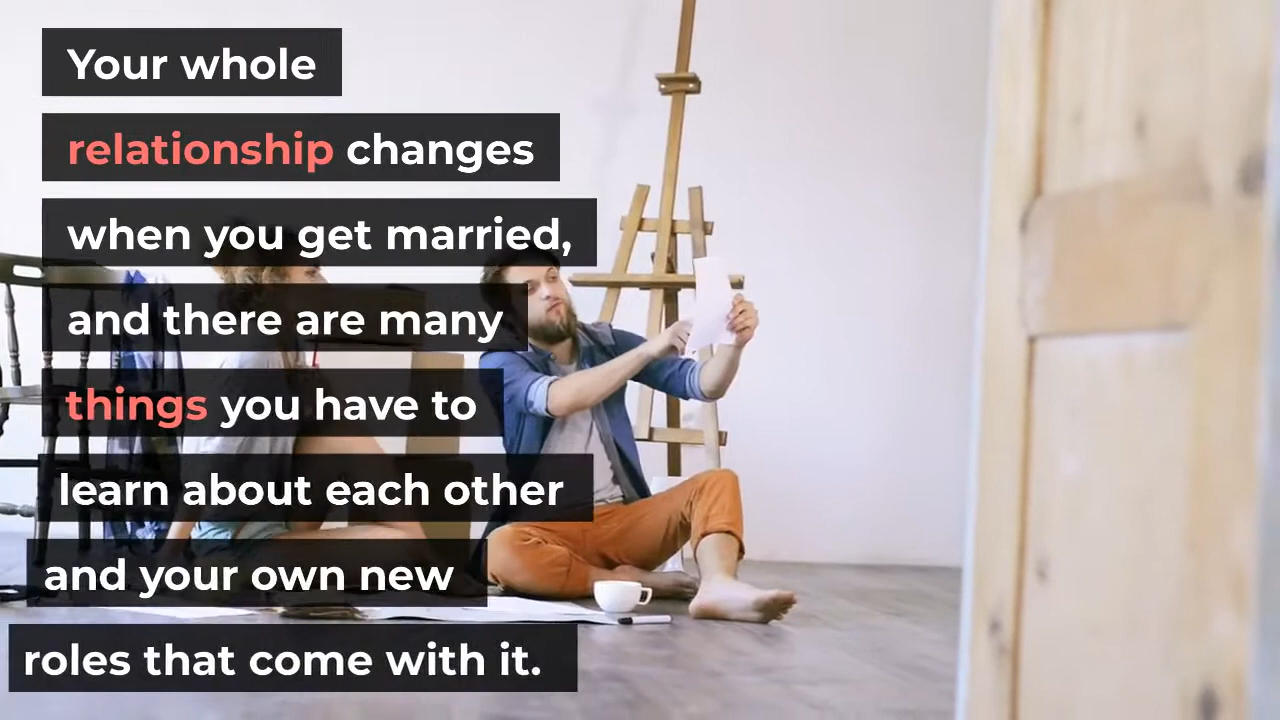 Your whole
relationship changes
when you get married,
and there are many
things you have to
learn about each other
and your own new
roles that come with it.